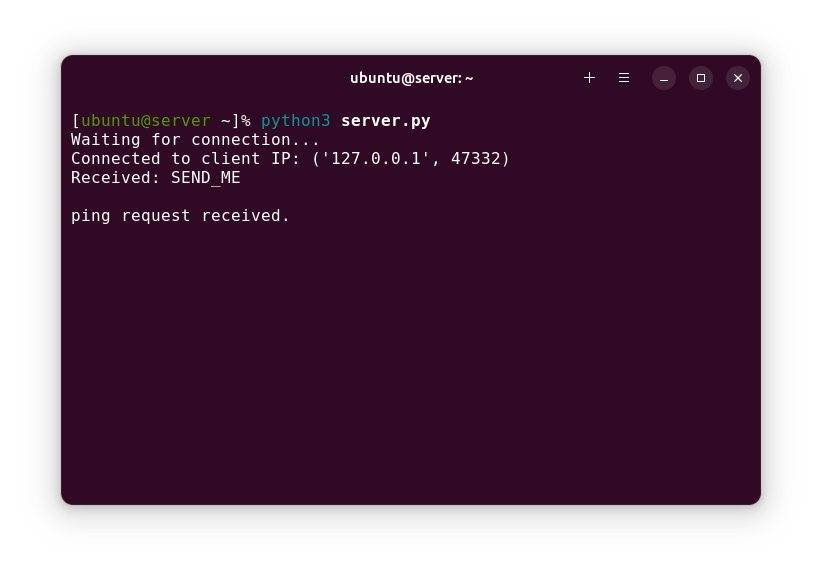 ubuntu@server: ~
[ubuntu@server ~]% python3 server.py
Waiting for connection...
Connected to client IP: ('127.0.0.1', 47332)
Received: SEND_ME
ping request received.